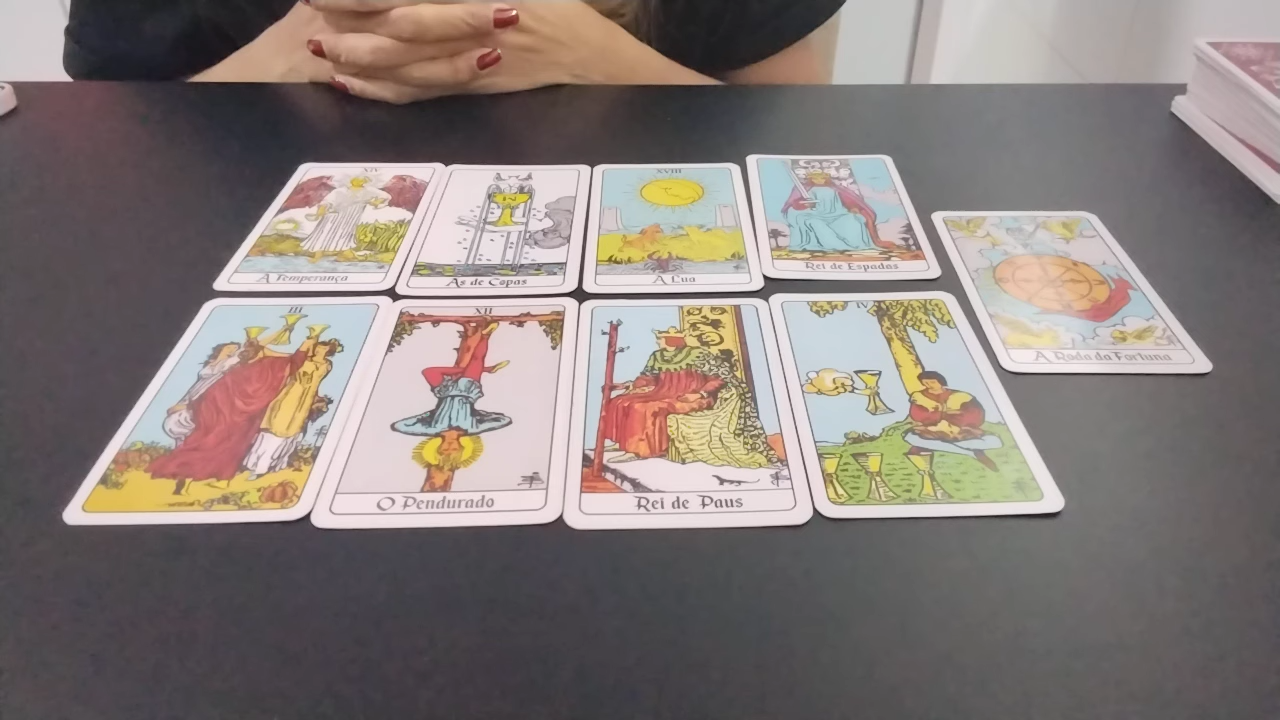 XIV
A Temperança
Às de Copas
XVIII
A Lua
Rei de Espadas
A Roda da Fortuna
III
XII
O Pendurado
Rei de Paus
IV